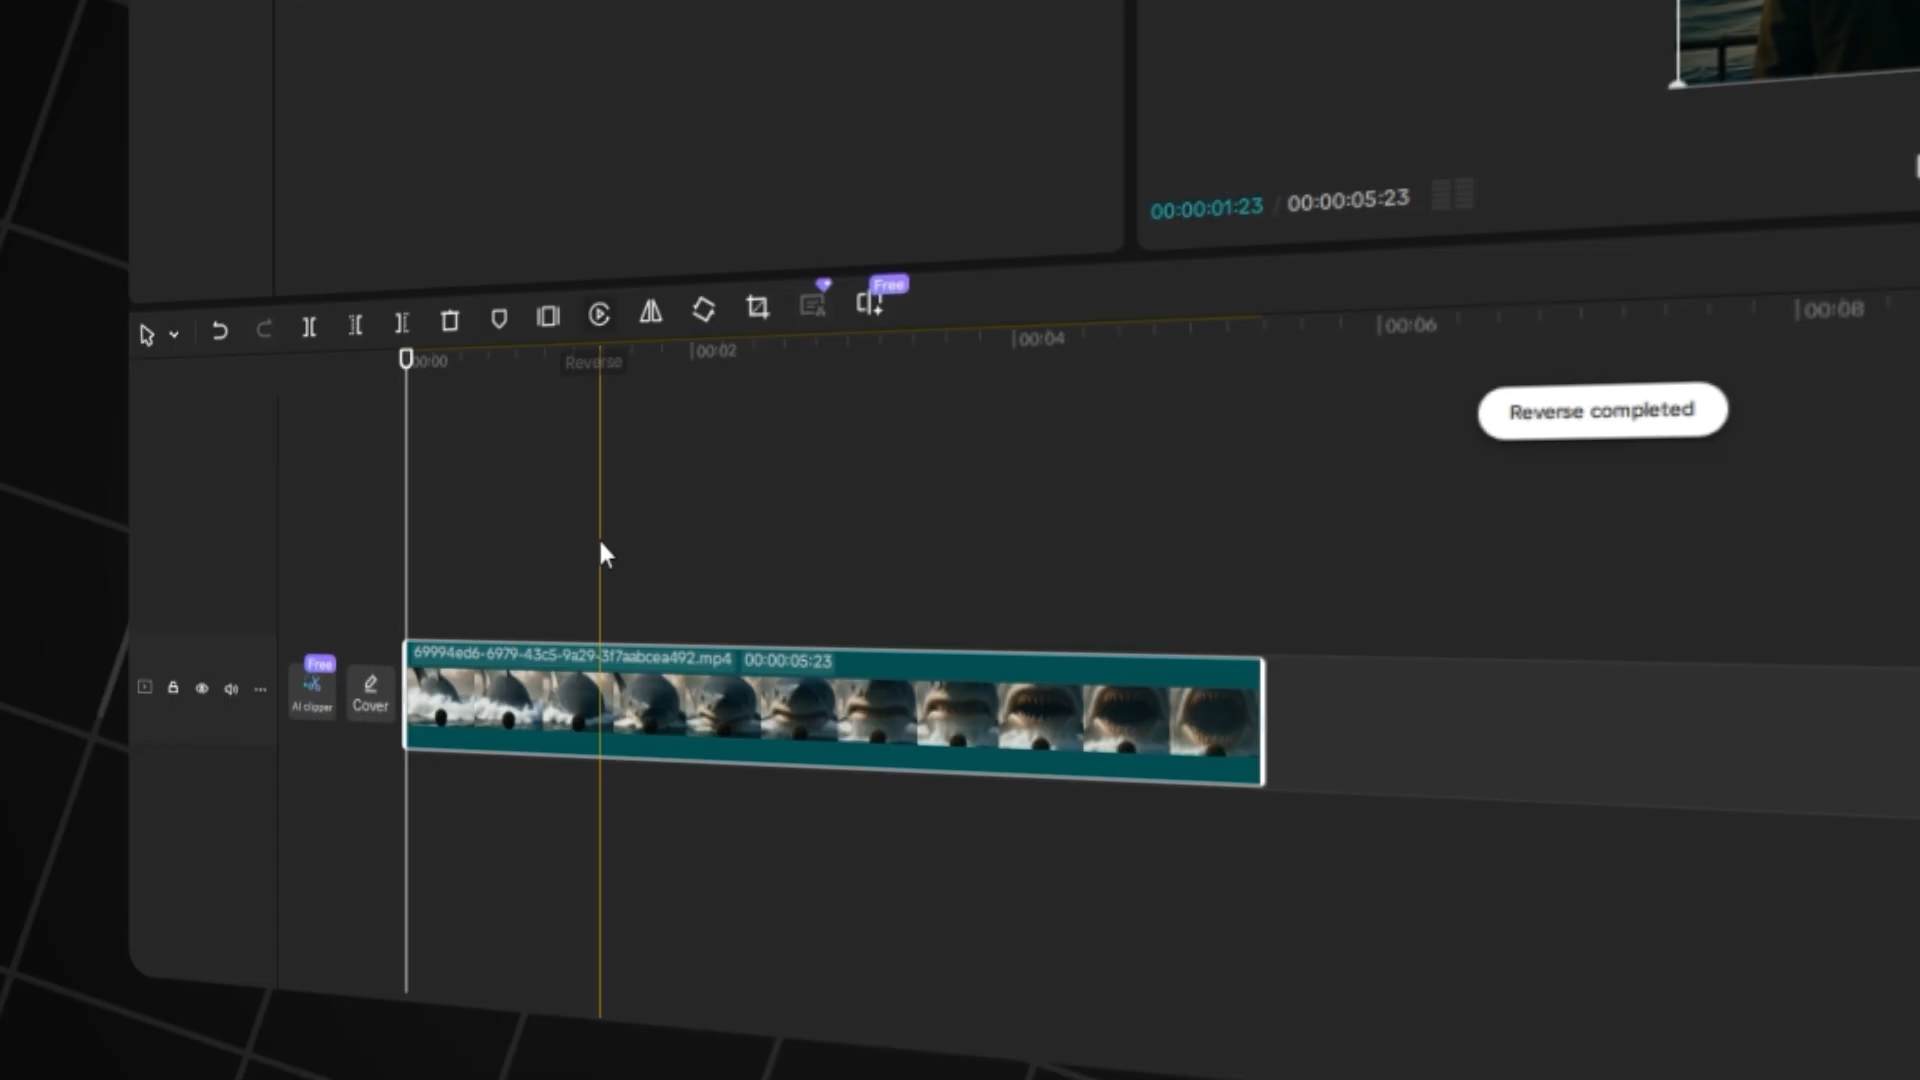 00:00:01:23 / 00:00:05:23
Free
00:00
Reverse
00:02
00:04
00:06
00:08
Reverse completed
69994ed6-6979-43c5-9a29-3f7aabcea492.mp4 00:00:05:23
Free
AI clipper
Cover